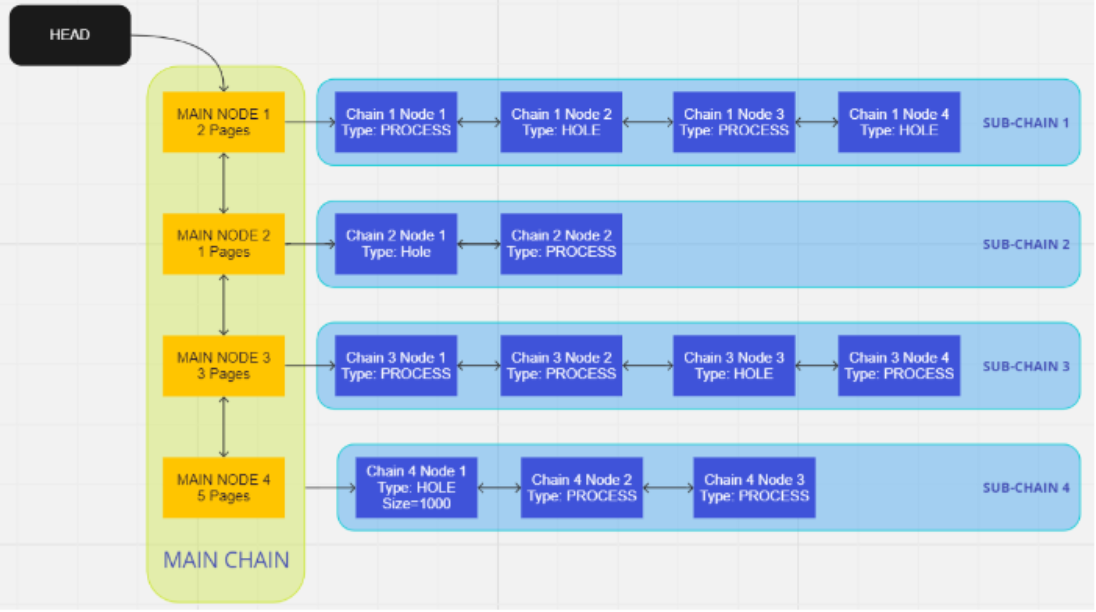 HEAD
MAIN NODE 1
2 Pages
Chain 1 Node 1
Type: PROCESS
Chain 1 Node 2
Type: HOLE
Chain 1 Node 3
Type: PROCESS
Chain 1 Node 4
Type: HOLE
SUB-CHAIN 1
MAIN NODE 2
1 Pages
Chain 2 Node 1
Type: Hole
Chain 2 Node 2
Type: PROCESS
SUB-CHAIN 2
MAIN NODE 3
3 Pages
Chain 3 Node 1
Type: PROCESS
Chain 3 Node 2
Type: PROCESS
Chain 3 Node 3
Type: HOLE
Chain 3 Node 4
Type: PROCESS
SUB-CHAIN 3
MAIN NODE 4
5 Pages
Chain 4 Node 1
Type: HOLE
Size=1000
Chain 4 Node 2
Type: PROCESS
Chain 4 Node 3
Type: PROCESS
SUB-CHAIN 4
MAIN CHAIN